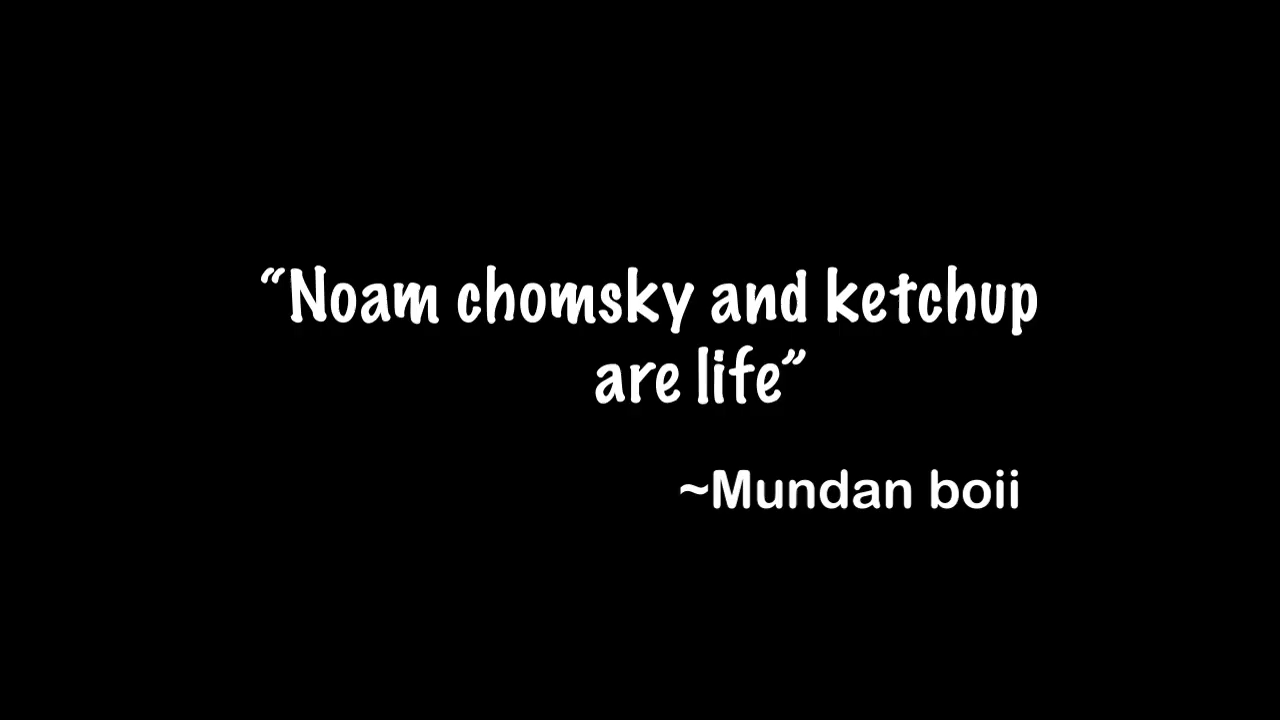 “Noam chomsky and ketchup
are life”
~Mundan boii